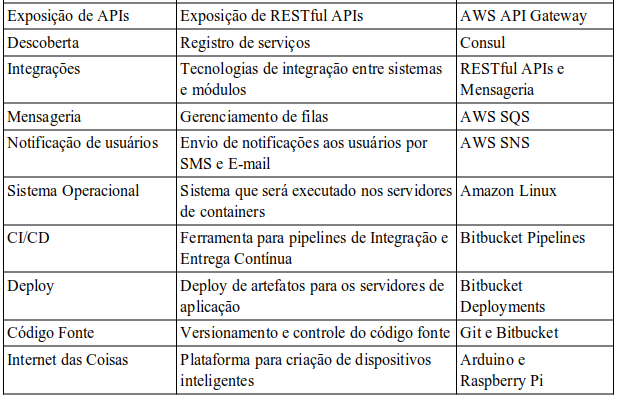 Exposição de APIs Exposição de RESTful APIs AWS API Gateway
Descoberta Registro de serviços Consul
Integrações Tecnologias de integração entre sistemas RESTful APIs e
e módulos Mensageria
Mensageria Gerenciamento de filas AWS SQS
Notificação de usuários Envio de notificações aos usuários por AWS SNS
SMS e E-mail
Sistema Operacional Sistema que será executado nos servidores Amazon Linux
de containers
CI/CD Ferramenta para pipelines de Integração e Bitbucket Pipelines
Entrega Contínua
Deploy Deploy de artefatos para os servidores de Bitbucket
aplicação Deployments
Código Fonte Versionamento e controle do código fonte Git e Bitbucket
Internet das Coisas Plataforma para criação de dispositivos Arduino e
inteligentes Raspberry Pi